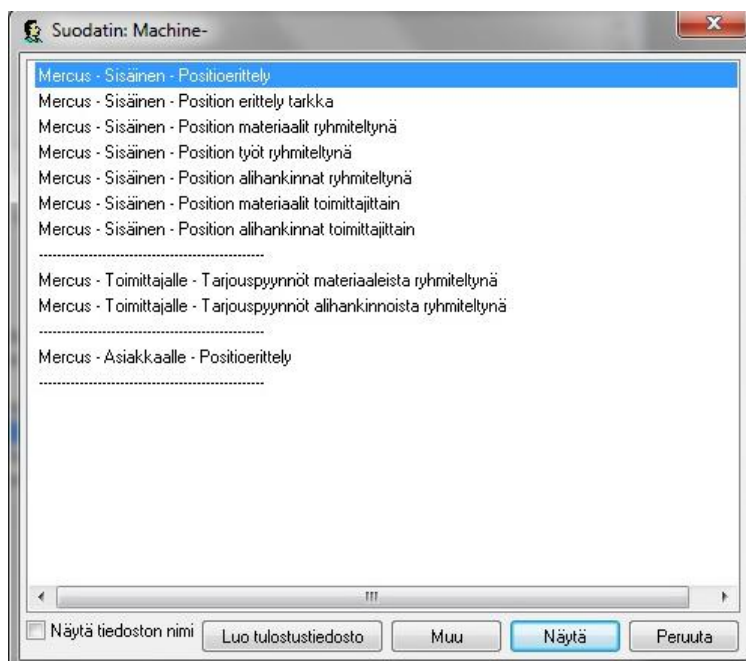 Suodatin: Machine-
Mercus - Sisäinen - Positioerittely
Mercus - Sisäinen - Position erittely tarkka
Mercus - Sisäinen - Position materiaalit ryhmiteltynä
Mercus - Sisäinen - Position työt ryhmiteltynä
Mercus - Sisäinen - Position alihankinnat ryhmiteltynä
Mercus - Sisäinen - Position materiaalit toimittajittain
Mercus - Sisäinen - Position alihankinnat toimittajittain
-------------------------------------------------
Mercus - Toimittajalle - Tarjouspyynnöt materiaaleista ryhmiteltynä
Mercus - Toimittajalle - Tarjouspyynnöt alihankinnoista ryhmiteltynä
-------------------------------------------------
Mercus - Asiakkaalle - Positioerittely
-------------------------------------------------
Näytä tiedoston nimi Luo tulostustiedosto Muu Näytä Peruuta